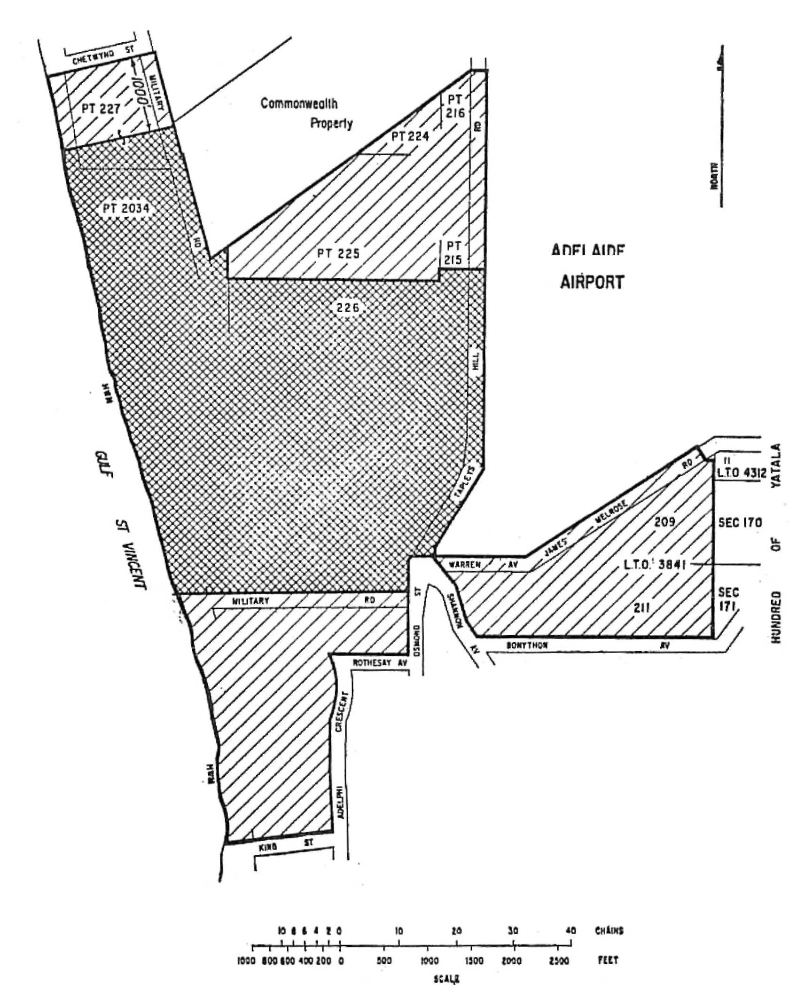 CHETWYND ST
MILITARY
1000'
PT 227
Commonwealth
Property
PT
216
RD
PT 224
NORTH
PT 2034
RD
PT 225
PT
215
ADELAIDE
AIRPORT
226
HILL
HWM
GULF
ST VINCENT
TAPLEYS
RD
11
L.T.O 4312
YATALA
MELROSE
209
SEC 170
JAMES
OF
WARREN AV
L.T.O. 3841
MILITARY RD
ST
SHANNON
211
SEC
171
HUNDRED
OSMOND
AV
BONYTHON AV
ROTHESAY AV
CRESCENT
HWM
ADELPHI
KING ST
10 8 6 4 2 0 10 20 30 40 CHAINS
1000 800 600 400 200 0 500 1000 1500 2000 2500 FEET
SCALE